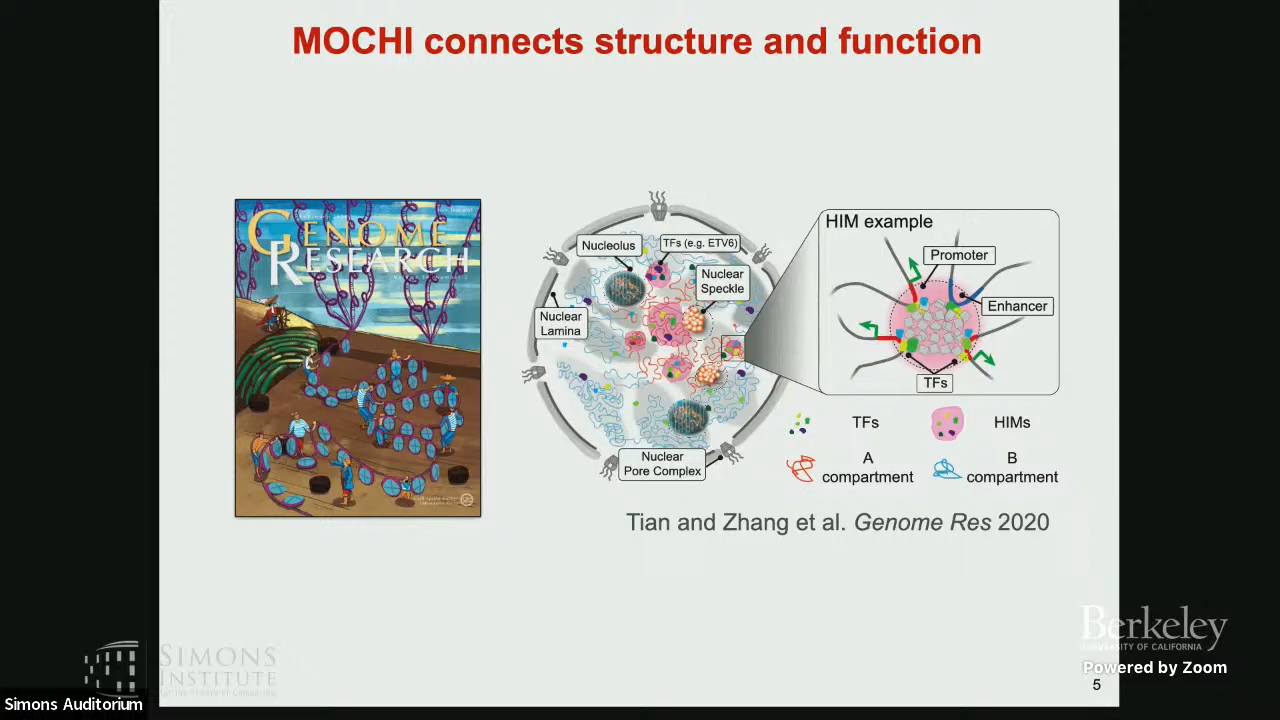 MOCHI connects structure and function
GENOME
RESEARCH
Nucleolus
TFs (e.g. ETV6)
Nuclear
Speckle
Nuclear
Lamina
Nuclear
Pore Complex
HIM example
Promoter
Enhancer
TFs
TFs
HIMs
A
compartment
B
compartment
Tian and Zhang et al. Genome Res 2020
Berkeley
UNIVERSITY OF CALIFORNIA
Powered by Zoom
5
SIMONS
INSTITUTE
Simons Auditorium